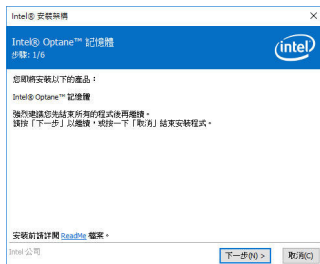 Intel® 安裝架構
Intel® Optane™ 記憶體
步驟: 1/6
intel
您即將安裝以下的產品：
Intel® Optane™ 記憶體
強烈建議您先結束所有的程式後再繼續。
請按「下一步」以繼續，或按一下「取消」結束安裝程式。
安裝前請詳閱 ReadMe 檔案。
Intel 公司
下一步(N) >
取消(C)